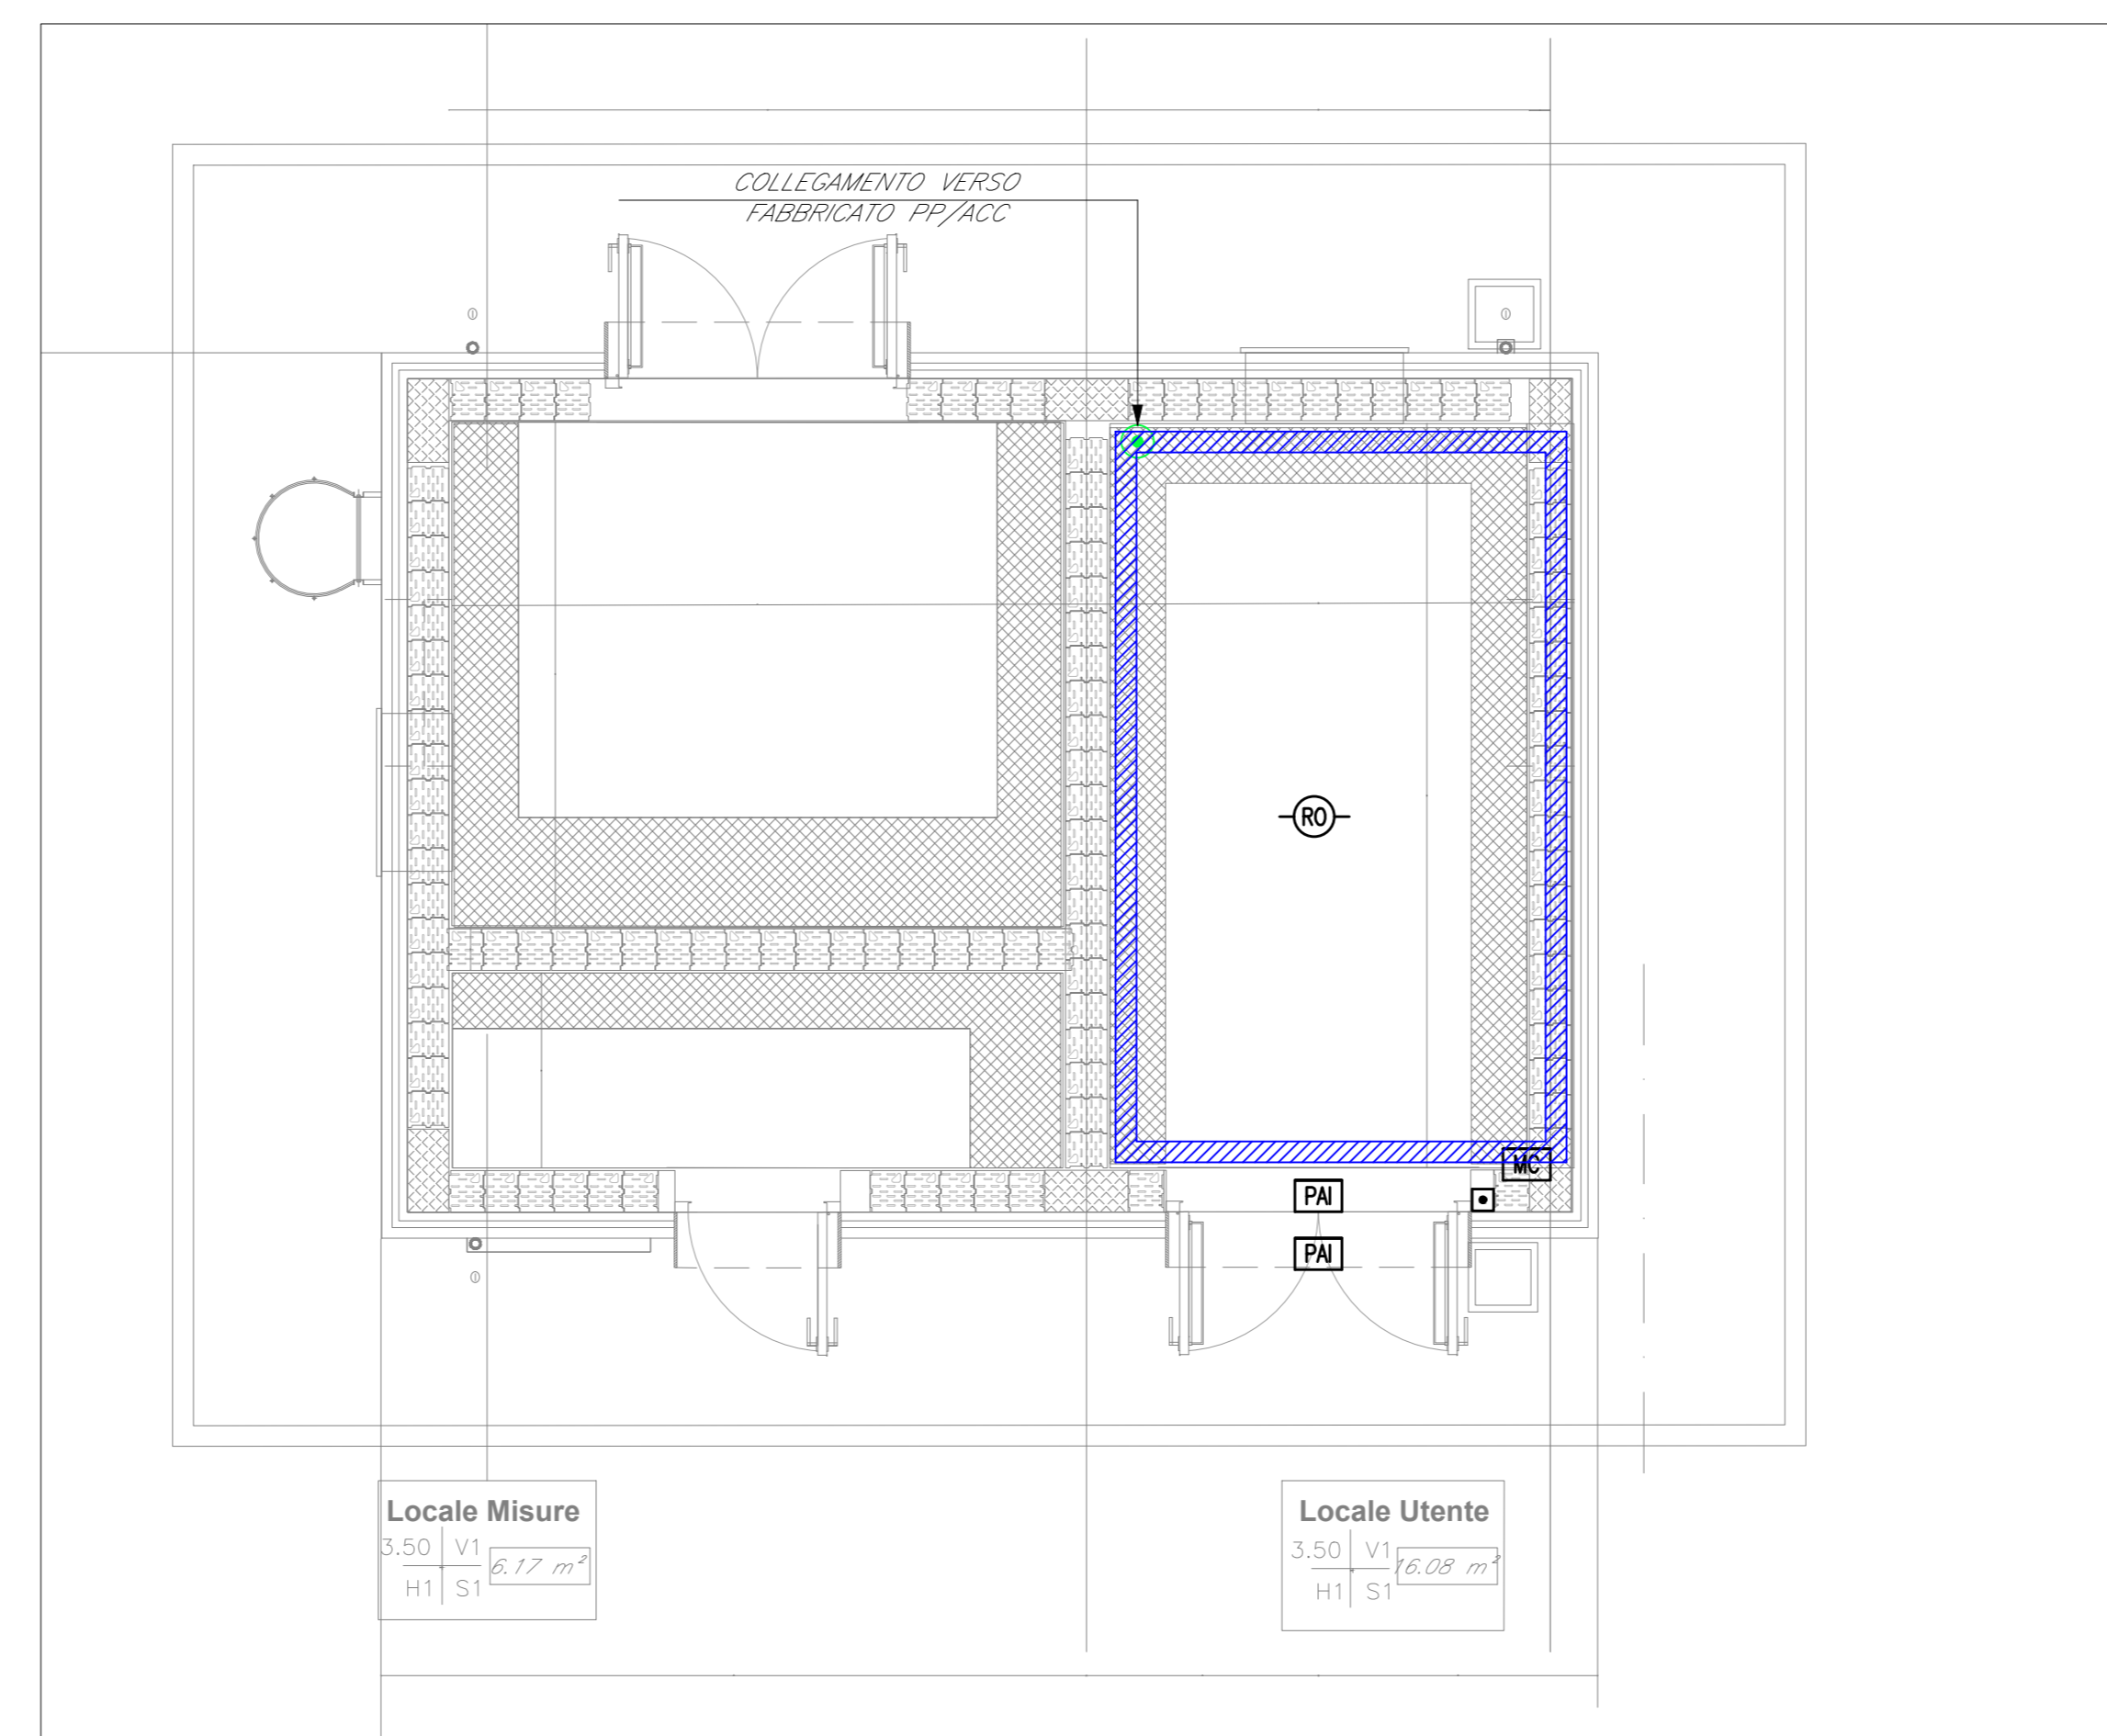 COLLEGAMENTO VERSO
FABBRICATO PP/ACC
RO
MC
PAI
PAI
Locale Misure
3.50 V1
6.17 m²
H1 S1
Locale Utente
3.50 V1
16.08 m²
H1 S1